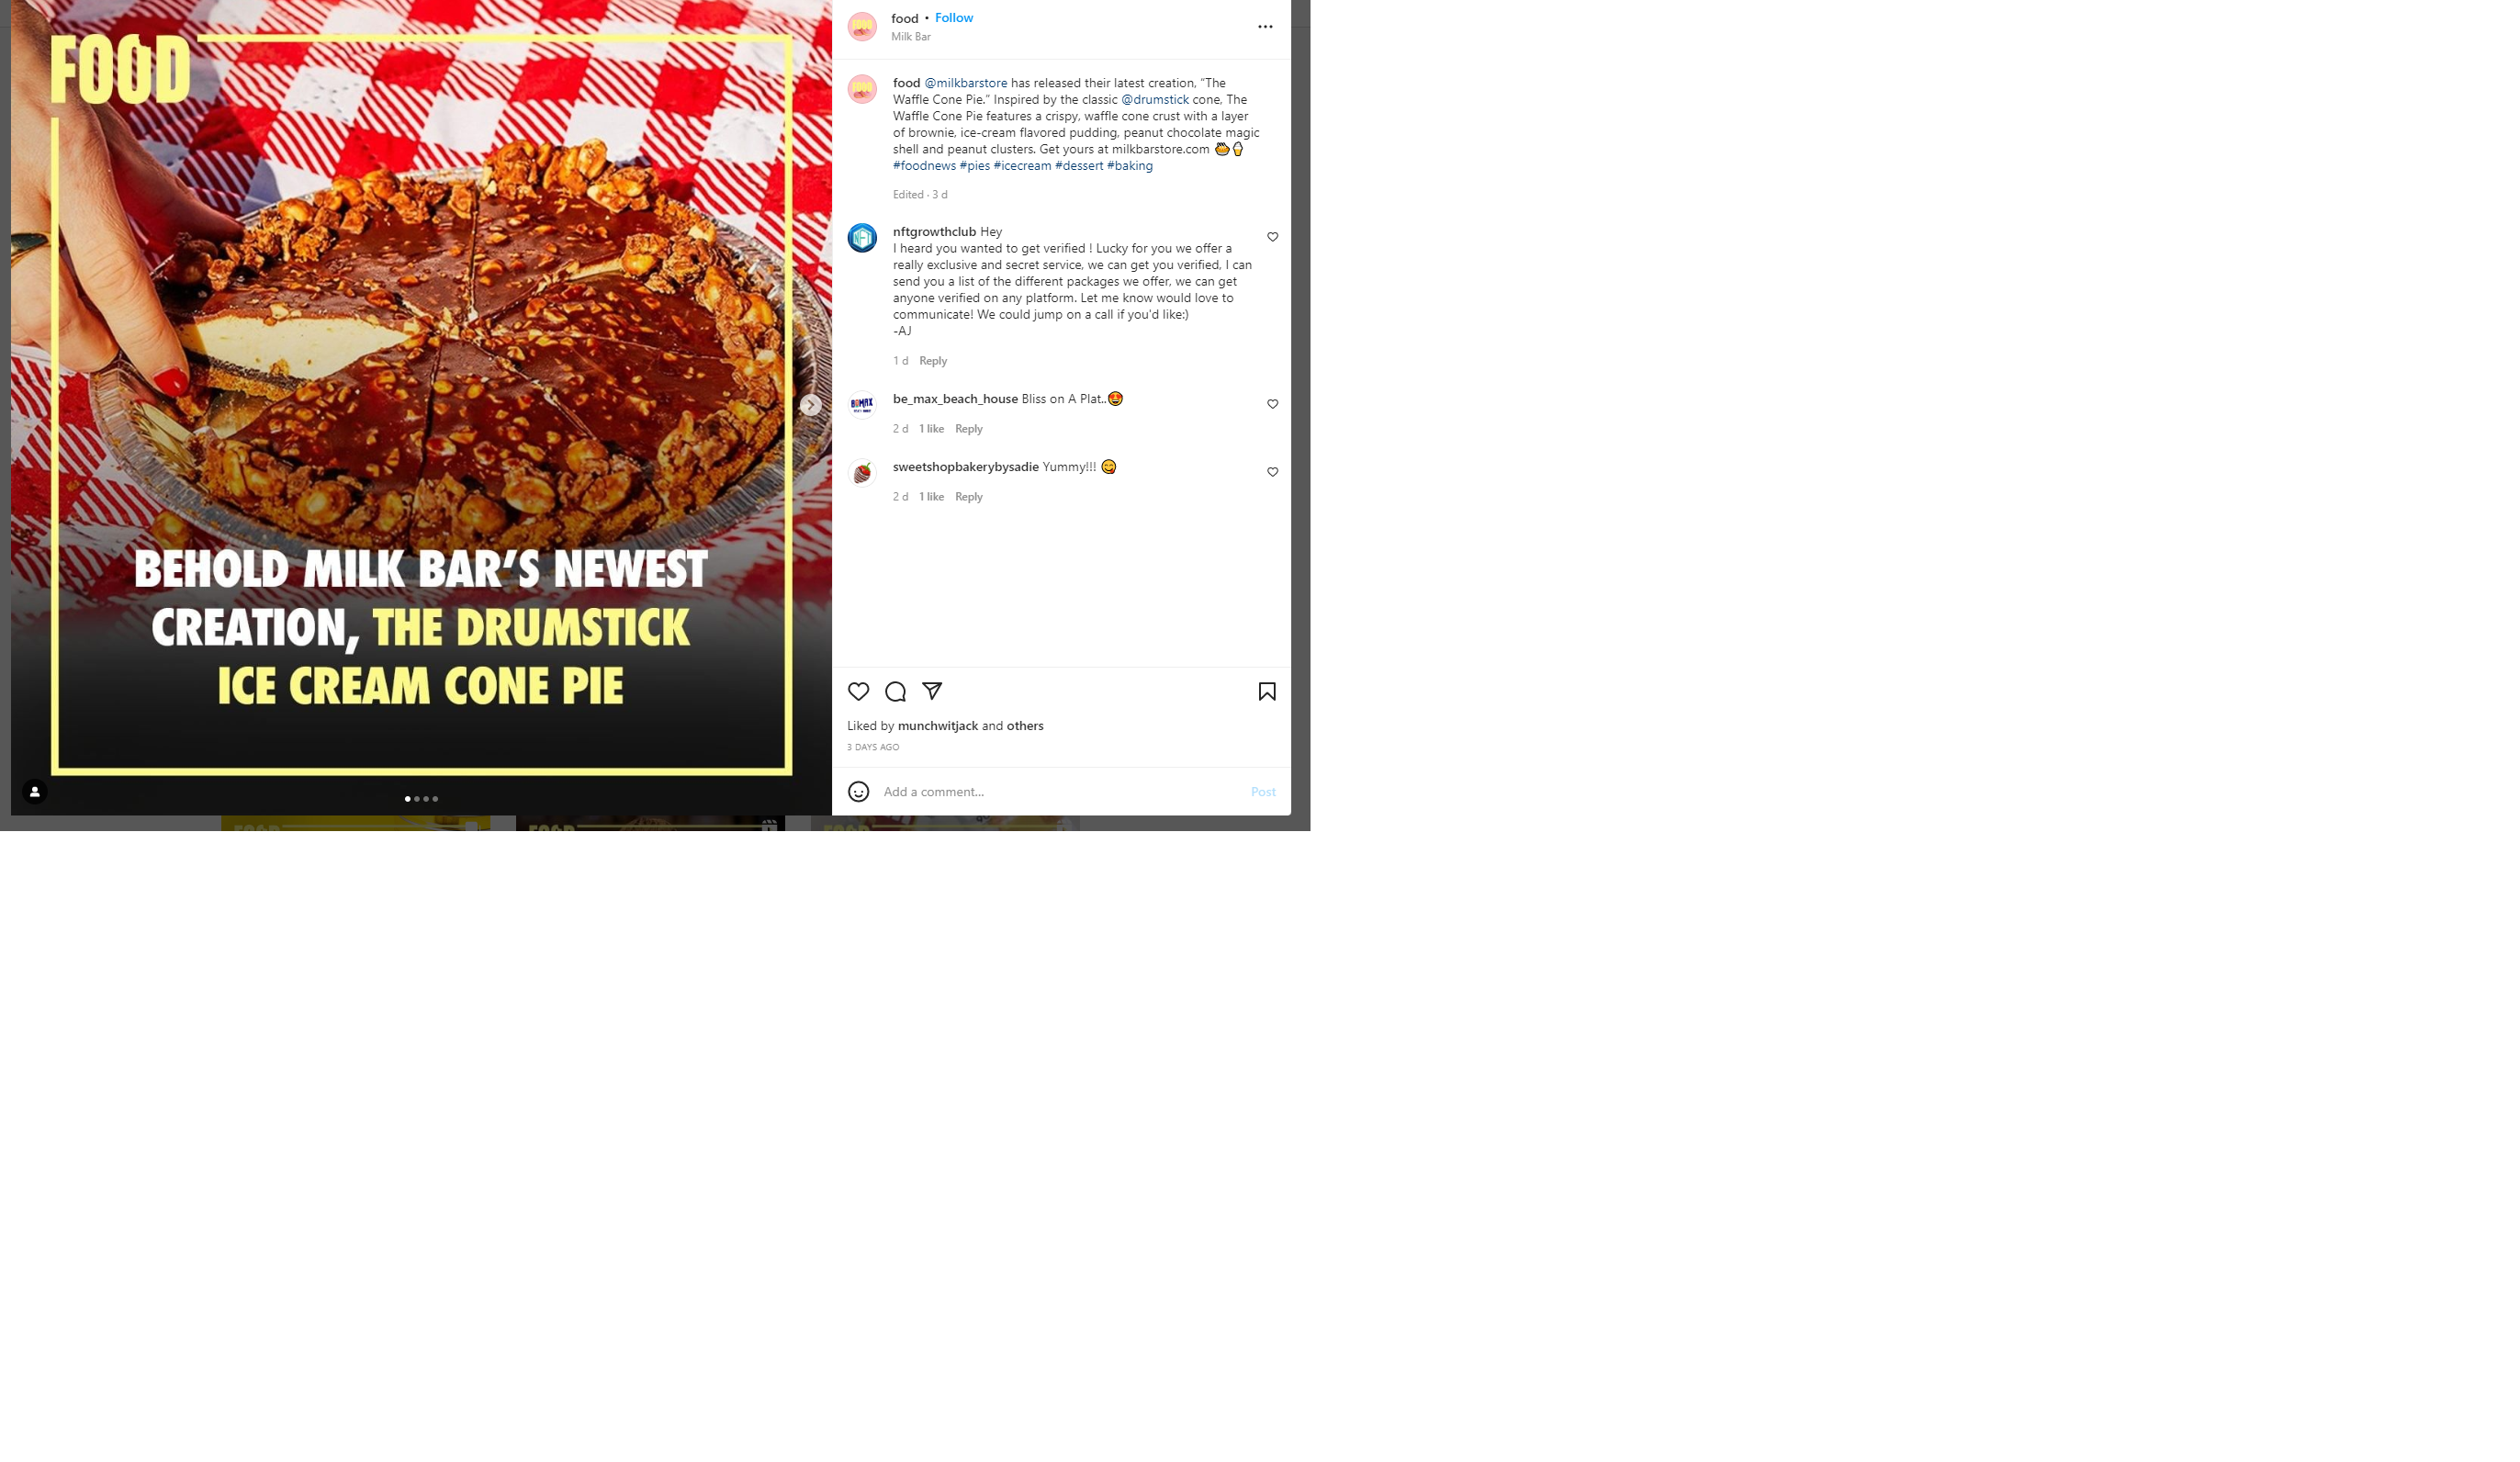 FOOD
BEHOLD MILK BAR’S NEWEST
CREATION, THE DRUMSTICK
ICE CREAM CONE PIE
food • Follow
Milk Bar
food @milkbarstore has released their latest creation, “The
Waffle Cone Pie.” Inspired by the classic @drumstick cone, The
Waffle Cone Pie features a crispy, waffle cone crust with a layer
of brownie, ice-cream flavored pudding, peanut chocolate magic
shell and peanut clusters. Get yours at milkbarstore.com 🥧🍦
#foodnews #pies #icecream #dessert #baking
Edited · 3 d
nftgrowthclub Hey
I heard you wanted to get verified ! Lucky for you we offer a
really exclusive and secret service, we can get you verified, I can
send you a list of the different packages we offer, we can get
anyone verified on any platform. Let me know would love to
communicate! We could jump on a call if you'd like:)
-AJ
1 d Reply
be_max_beach_house Bliss on A Plat..🤩
2 d 1 like Reply
sweetshopbakerybysadie Yummy!!! 😋
2 d 1 like Reply
Liked by munchwitjack and others
3 DAYS AGO
Add a comment...
Post